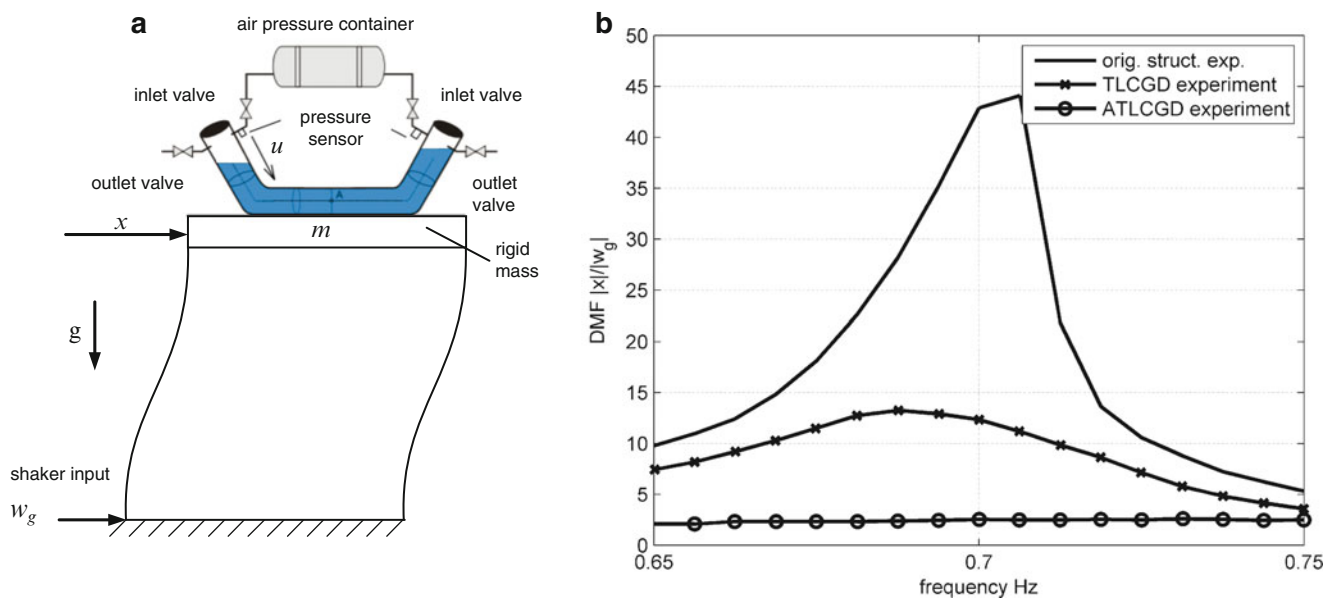 a
air pressure container
inlet valve
inlet valve
pressure
sensor
u
outlet valve
outlet
valve
A
x
m
rigid
mass
g
shaker input
w_g
b
50
45
40
35
30
25
20
15
10
5
0
DMF |x|/|w_g|
orig. struct. exp.
TLCGD experiment
ATLCGD experiment
0.65
0.7
0.75
frequency Hz